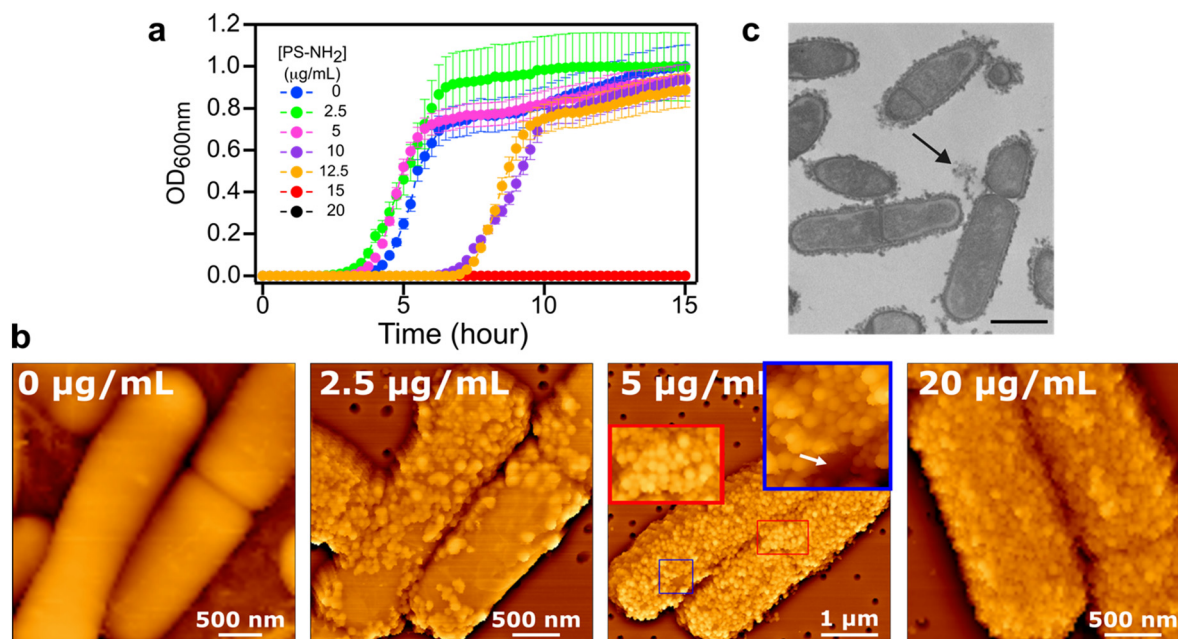 a
1.2
1.0
0.8
0.6
0.4
0.2
0.0
OD600nm
[PS-NH2]
(μg/mL)
0
2.5
5
10
12.5
15
20
0 5 10 15
Time (hour)
c
b
0 μg/mL
500 nm
2.5 μg/mL
500 nm
5 μg/mL
1 μm
20 μg/mL
500 nm